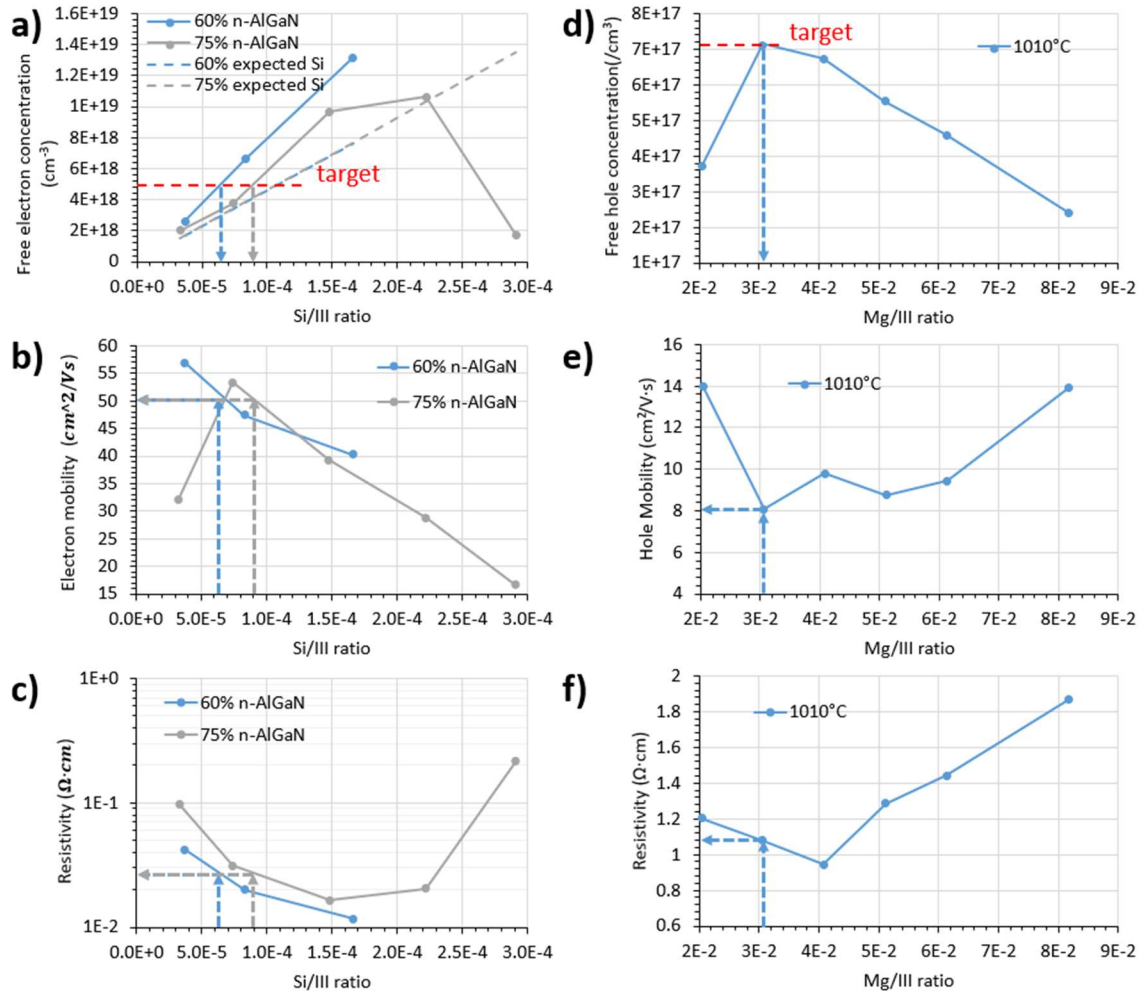 a)
Free electron concentration
(cm⁻³)
1.6E+19
1.4E+19
1.2E+19
1E+19
8E+18
6E+18
4E+18
2E+18
0
60% n-AlGaN
75% n-AlGaN
60% expected Si
75% expected Si
target
0.0E+0 5.0E-5 1.0E-4 1.5E-4 2.0E-4 2.5E-4 3.0E-4
Si/III ratio
b)
Electron mobility (cm^2/Vs)
60
55
50
45
40
35
30
25
20
15
60% n-AlGaN
75% n-AlGaN
0.0E+0 5.0E-5 1.0E-4 1.5E-4 2.0E-4 2.5E-4 3.0E-4
Si/III ratio
c)
Resistivity (Ω·cm)
1E+0
1E-1
1E-2
60% n-AlGaN
75% n-AlGaN
0.0E+0 5.0E-5 1.0E-4 1.5E-4 2.0E-4 2.5E-4 3.0E-4
Si/III ratio
d)
Free hole concentration(/cm³)
8E+17
7E+17
6E+17
5E+17
4E+17
3E+17
2E+17
1E+17
target
1010°C
2E-2 3E-2 4E-2 5E-2 6E-2 7E-2 8E-2 9E-2
Mg/III ratio
e)
Hole Mobility (cm²/V·s)
16
14
12
10
8
6
4
1010°C
2E-2 3E-2 4E-2 5E-2 6E-2 7E-2 8E-2 9E-2
Mg/III ratio
f)
Resistivity (Ω·cm)
2
1.8
1.6
1.4
1.2
1
0.8
0.6
1010°C
2E-2 3E-2 4E-2 5E-2 6E-2 7E-2 8E-2 9E-2
Mg/III ratio